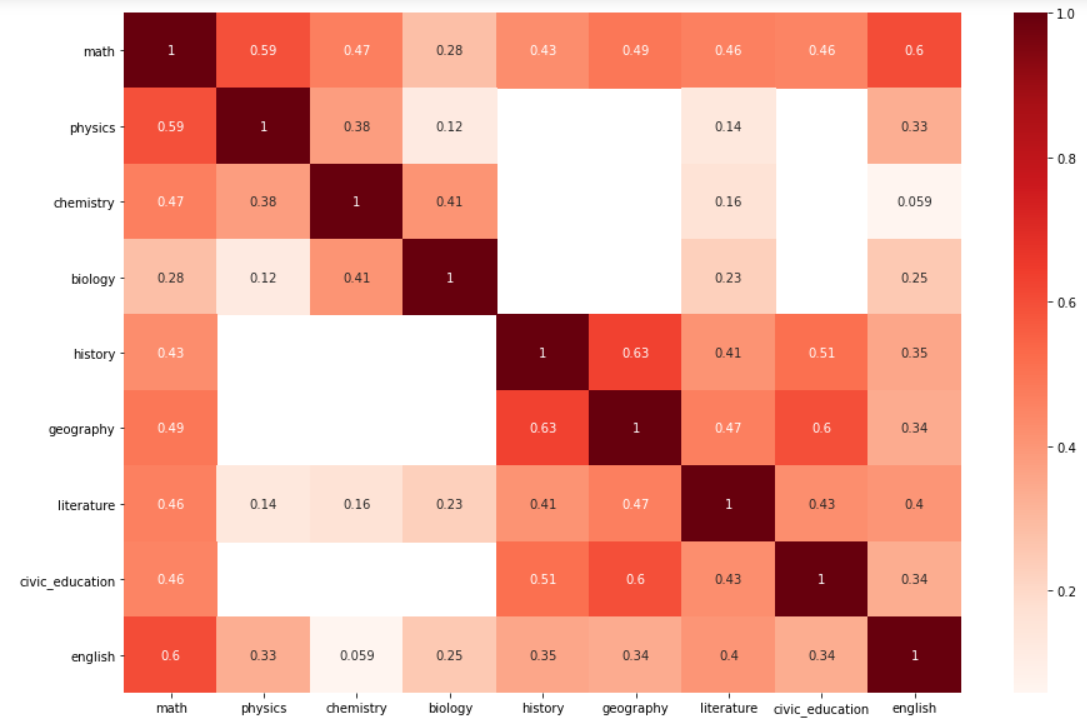 math 1 0.59 0.47 0.28 0.43 0.49 0.46 0.46 0.6
physics 0.59 1 0.38 0.12 0.14 0.33
chemistry 0.47 0.38 1 0.41 0.16 0.059
biology 0.28 0.12 0.41 1 0.23 0.25
history 0.43 1 0.63 0.41 0.51 0.35
geography 0.49 0.63 1 0.47 0.6 0.34
literature 0.46 0.14 0.16 0.23 0.41 0.47 1 0.43 0.4
civic_education 0.46 0.51 0.6 0.43 1 0.34
english 0.6 0.33 0.059 0.25 0.35 0.34 0.4 0.34 1
math physics chemistry biology history geography literature civic_education english
1.0
0.8
0.6
0.4
0.2